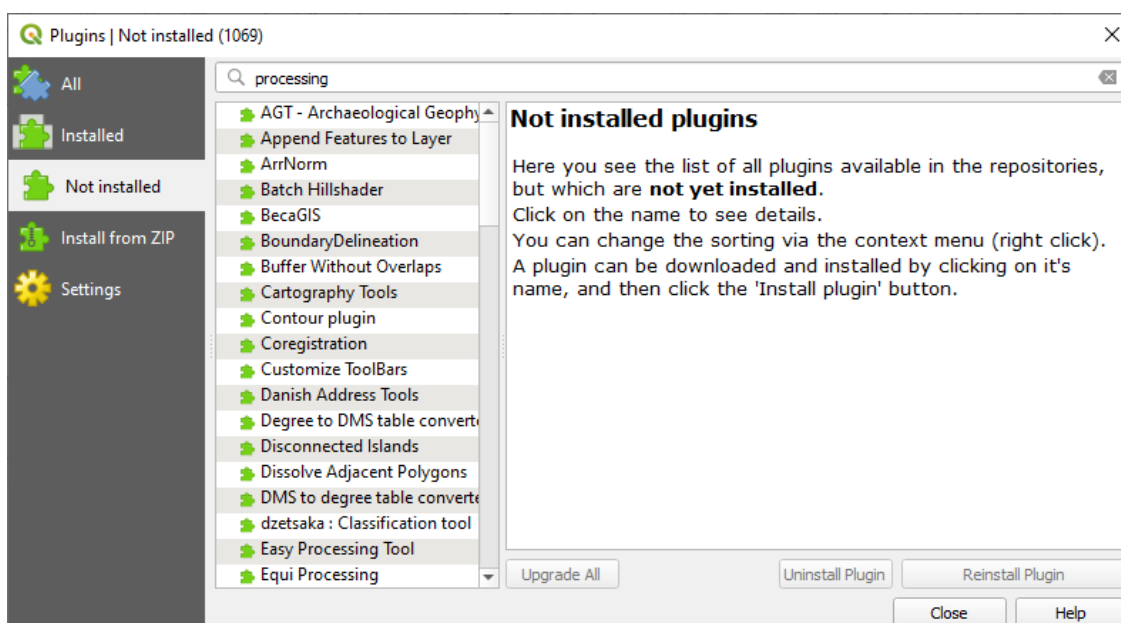 Plugins | Not installed (1069)
All
Installed
Not installed
Install from ZIP
Settings
processing
AGT - Archaeological Geophy
Append Features to Layer
ArrNorm
Batch Hillshader
BecaGIS
BoundaryDelineation
Buffer Without Overlaps
Cartography Tools
Contour plugin
Coregistration
Customize ToolBars
Danish Address Tools
Degree to DMS table converte
Disconnected Islands
Dissolve Adjacent Polygons
DMS to degree table converte
dzetsaka : Classification tool
Easy Processing Tool
Equi Processing
Not installed plugins
Here you see the list of all plugins available in the repositories,
but which are not yet installed.
Click on the name to see details.
You can change the sorting via the context menu (right click).
A plugin can be downloaded and installed by clicking on it's
name, and then click the 'Install plugin' button.
Upgrade All
Uninstall Plugin
Reinstall Plugin
Close
Help